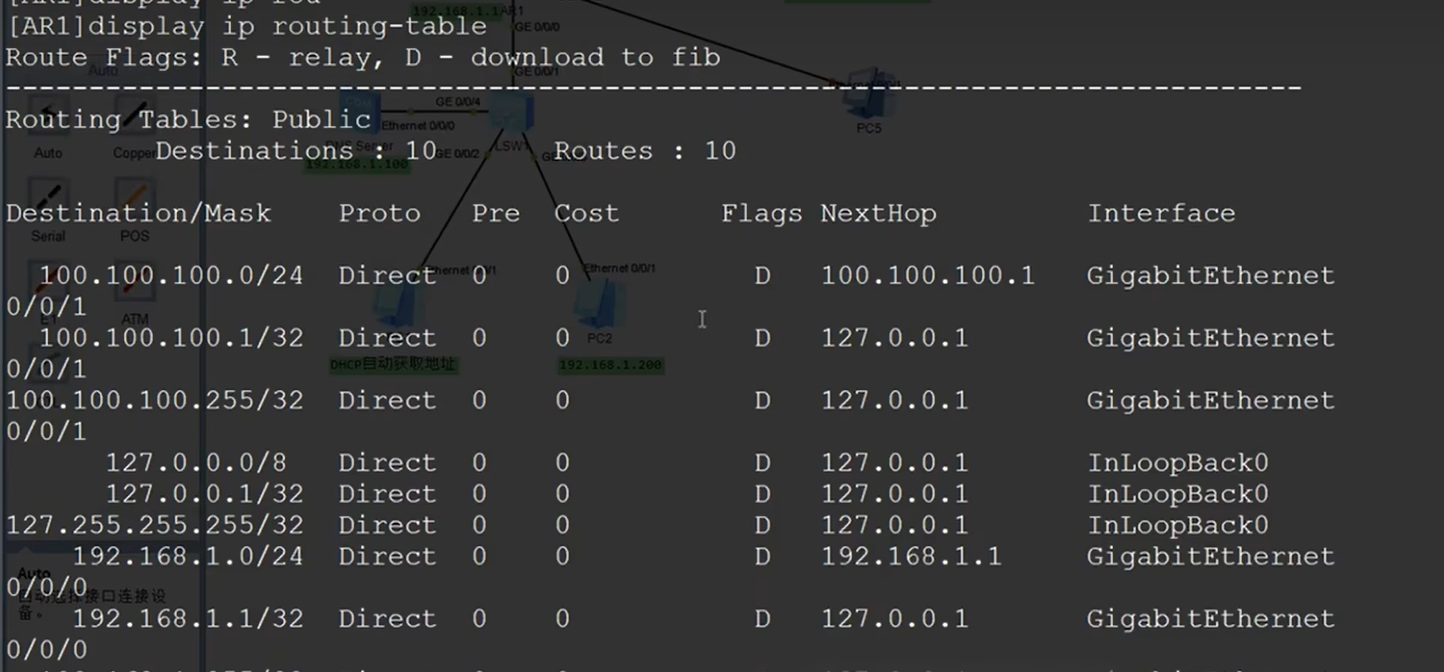 [AR1]display ip rou
[AR1]display ip routing-table
Route Flags: R - relay, D - download to fib
------------------------------------------------------------------------------
Routing Tables: Public
Destinations : 10 Routes : 10
Destination/Mask Proto Pre Cost Flags NextHop Interface
100.100.100.0/24 Direct 0 0 D 100.100.100.1 GigabitEthernet
0/0/1
100.100.100.1/32 Direct 0 0 D 127.0.0.1 GigabitEthernet
0/0/1
100.100.100.255/32 Direct 0 0 D 127.0.0.1 GigabitEthernet
0/0/1
127.0.0.0/8 Direct 0 0 D 127.0.0.1 InLoopBack0
127.0.0.1/32 Direct 0 0 D 127.0.0.1 InLoopBack0
127.255.255.255/32 Direct 0 0 D 127.0.0.1 InLoopBack0
192.168.1.0/24 Direct 0 0 D 192.168.1.1 GigabitEthernet
0/0/0
192.168.1.1/32 Direct 0 0 D 127.0.0.1 GigabitEthernet
0/0/0
192.168.1.1
AR1
GE 0/0/0
GE 0/0/1
GE 0/0/4
Ethernet 0/0/0
DNS Server
192.168.1.100
LSW1
GE 0/0/2
PC5
Ethernet 0/0/1
Ethernet 0/0/1
PC2
DHCP自动获取地址
192.168.1.200
Auto
Auto
Copper
Serial
POS
E1
ATM
Auto
自动选择接口连接设
备。